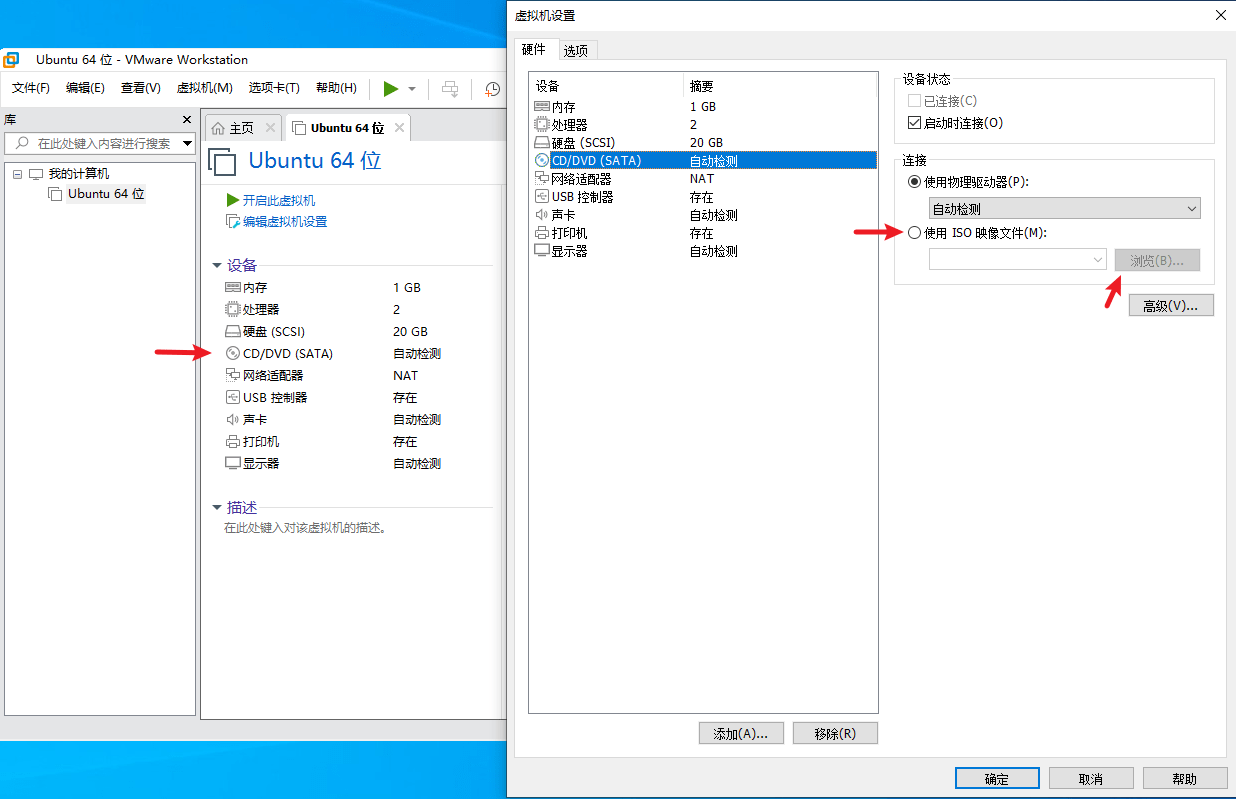 Ubuntu 64 位 - VMware Workstation
文件(F) 编辑(E) 查看(V) 虚拟机(M) 选项卡(T) 帮助(H)
库
在此处键入内容进行搜索
我的计算机
Ubuntu 64 位
主页
Ubuntu 64 位
Ubuntu 64 位
开启此虚拟机
编辑虚拟机设置
设备
内存 1 GB
处理器 2
硬盘 (SCSI) 20 GB
CD/DVD (SATA) 自动检测
网络适配器 NAT
USB 控制器 存在
声卡 自动检测
打印机 存在
显示器 自动检测
描述
在此处键入对该虚拟机的描述。
虚拟机设置
硬件 选项
设备 摘要
内存 1 GB
处理器 2
硬盘 (SCSI) 20 GB
CD/DVD (SATA) 自动检测
网络适配器 NAT
USB 控制器 存在
声卡 自动检测
打印机 存在
显示器 自动检测
添加(A)... 移除(R)
设备状态
已连接(C)
启动时连接(O)
连接
使用物理驱动器(P):
自动检测
使用 ISO 映像文件(M):
浏览(B)...
高级(V)...
确定 取消 帮助